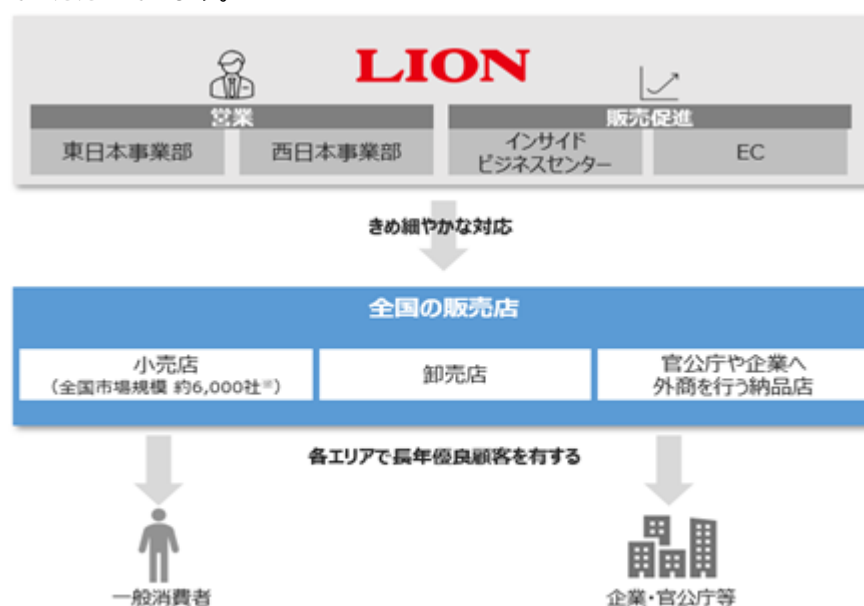 LION
営業
販売促進
東日本事業部
西日本事業部
インサイド
ビジネスセンター
EC
きめ細やかな対応
全国の販売店
小売店
（全国市場規模 約6,000社※）
卸売店
官公庁や企業へ
外商を行う納品店
各エリアで長年優良顧客を有する
一般消費者
企業・官公庁等